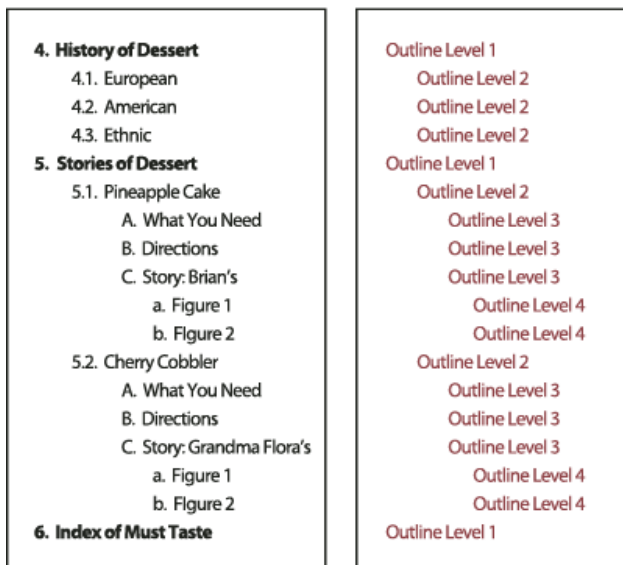 4. History of Dessert
4.1. European
4.2. American
4.3. Ethnic
5. Stories of Dessert
5.1. Pineapple Cake
A. What You Need
B. Directions
C. Story: Brian's
a. Figure 1
b. FIgure 2
5.2. Cherry Cobbler
A. What You Need
B. Directions
C. Story: Grandma Flora's
a. Figure 1
b. FIgure 2
6. Index of Must Taste
Outline Level 1
Outline Level 2
Outline Level 2
Outline Level 2
Outline Level 1
Outline Level 2
Outline Level 3
Outline Level 3
Outline Level 3
Outline Level 4
Outline Level 4
Outline Level 2
Outline Level 3
Outline Level 3
Outline Level 3
Outline Level 4
Outline Level 4
Outline Level 1